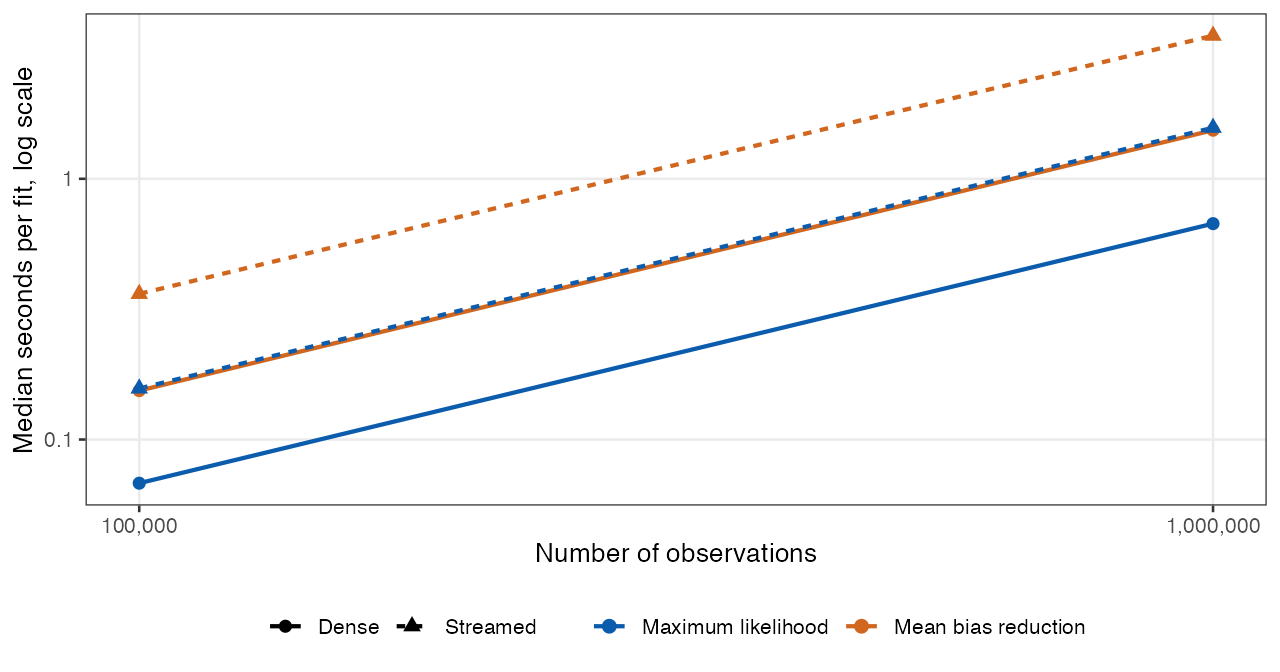 Median seconds per fit, log scale
1
0.1
100,000 1,000,000
Number of observations
Dense Streamed Maximum likelihood Mean bias reduction